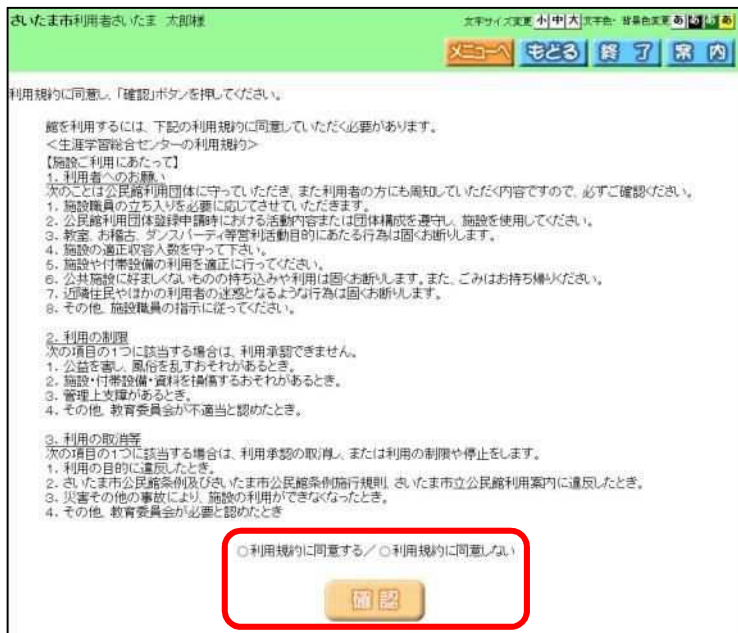 さいたま市利用者さいたま 太郎様
文字サイズ変更 小 中 大 文字色・背景色変更 あ あ あ あ
メニューへ もどる 終了 案内
利用規約に同意し、「確認」ボタンを押してください。
館を利用するには、下記の利用規約に同意していただく必要があります。
＜生涯学習総合センターの利用規約＞
【施設ご利用にあたって】
1. 利用者へのお願い
次のことは公民館利用団体に守っていただき、また利用者の方にも周知していただく内容ですので、必ずご確認ください。
1. 施設職員の立ち入りを必要に応じてさせていただきます。
2. 公民館利用団体登録申請時における活動内容または団体構成を遵守し、施設を使用してください。
3. 教室、お稽古、ダンスパーティ等営利活動目的にあたる行為は固くお断りします。
4. 施設の適正収容人数を守って下さい。
5. 施設や付帯設備の利用を適正に行ってください。
6. 公共施設に好ましくないものの持ち込みや利用は固くお断りします。また、ごみはお持ち帰りください。
7. 近隣住民やほかの利用者の迷惑となるような行為は固くお断りします。
8. その他、施設職員の指示に従ってください。
2. 利用の制限
次の項目の1つに該当する場合は、利用承認できません。
1. 公益を害し、風俗を乱すおそれがあるとき。
2. 施設・付帯設備・資料を損傷するおそれがあるとき。
3. 管理上支障があるとき。
4. その他、教育委員会が不適当と認めたとき。
3. 利用の取消等
次の項目の1つに該当する場合は、利用承認の取消し、または利用の制限や停止をします。
1. 利用の目的に違反したとき。
2. さいたま市公民館条例及びさいたま市公民館条例施行規則、さいたま市立公民館利用案内に違反したとき。
3. 災害その他の事故により、施設の利用ができなくなったとき。
4. その他、教育委員会が必要と認めたとき
○利用規約に同意する／○利用規約に同意しない
確認